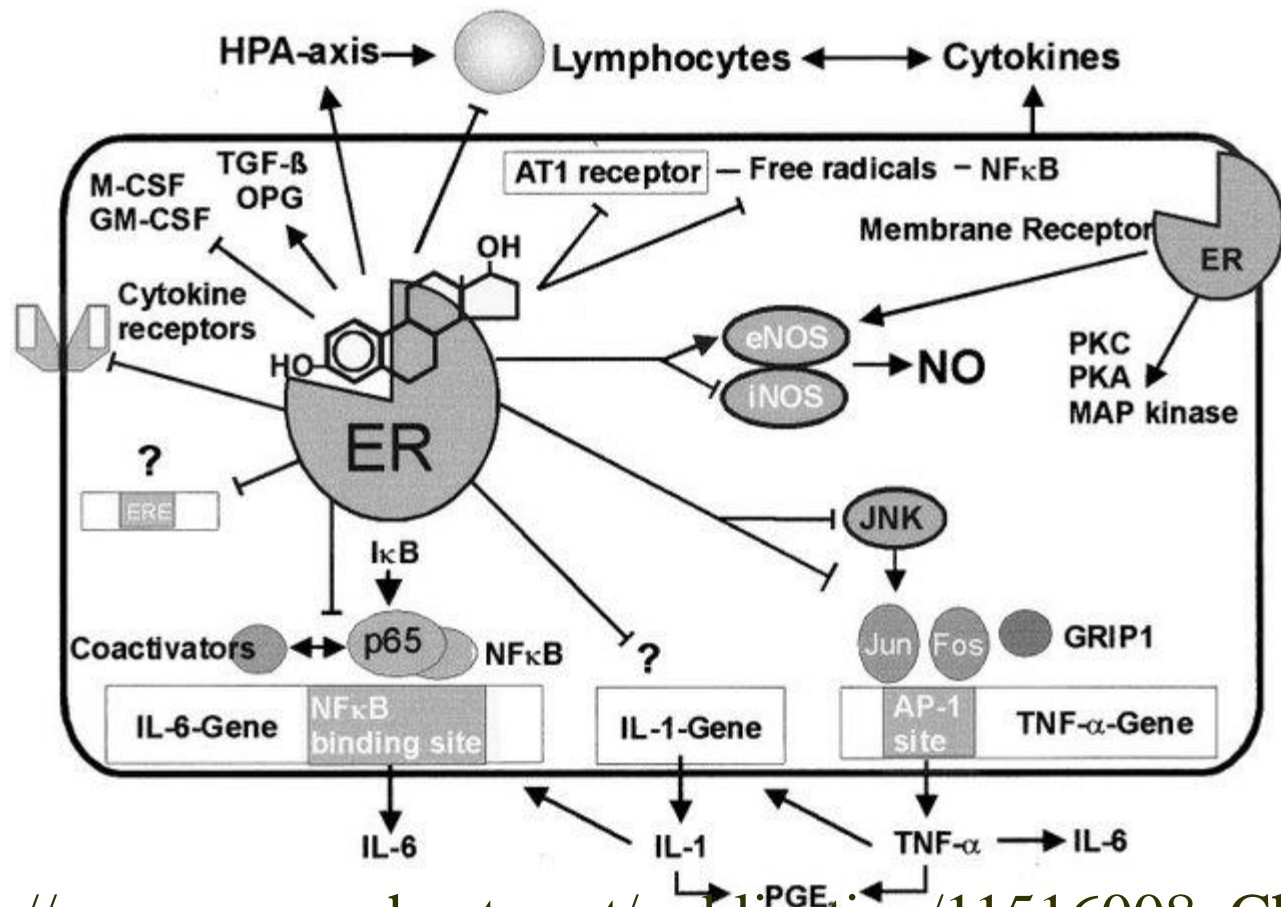 HPA-axis
Lymphocytes
Cytokines
M-CSF
GM-CSF
TGF-ß
OPG
AT1 receptor – Free radicals – NFκB
Membrane Receptor
ER
Cytokine
receptors
OH
HO
ER
eNOS
iNOS
NO
PKC
PKA
MAP kinase
?
ERE
IκB
JNK
Coactivators
p65
NFκB
?
Jun
Fos
GRIP1
IL-6-Gene
NFκB
binding site
IL-1-Gene
AP-1
site
TNF-α-Gene
IL-6
IL-1
TNF-α
IL-6